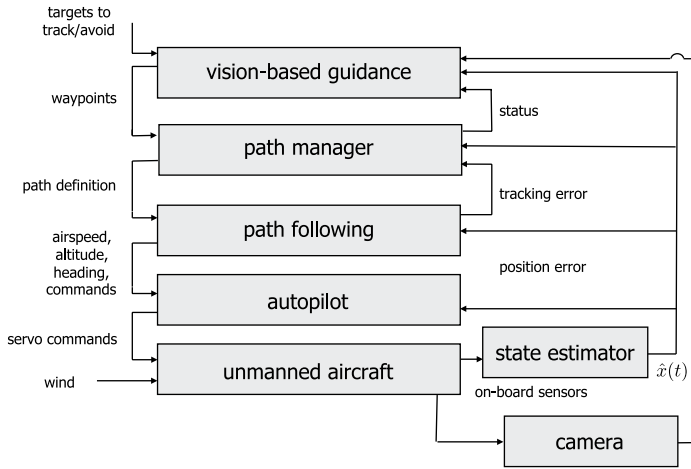 targets to
track/avoid
vision-based guidance
waypoints
status
path manager
path definition
tracking error
path following
airspeed,
altitude,
heading,
commands
position error
autopilot
servo commands
state estimator
unmanned aircraft
x̂(t)
wind
on-board sensors
camera